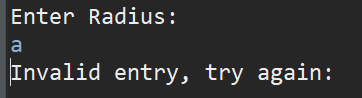 Enter Radius:
a
Invalid entry, try again: